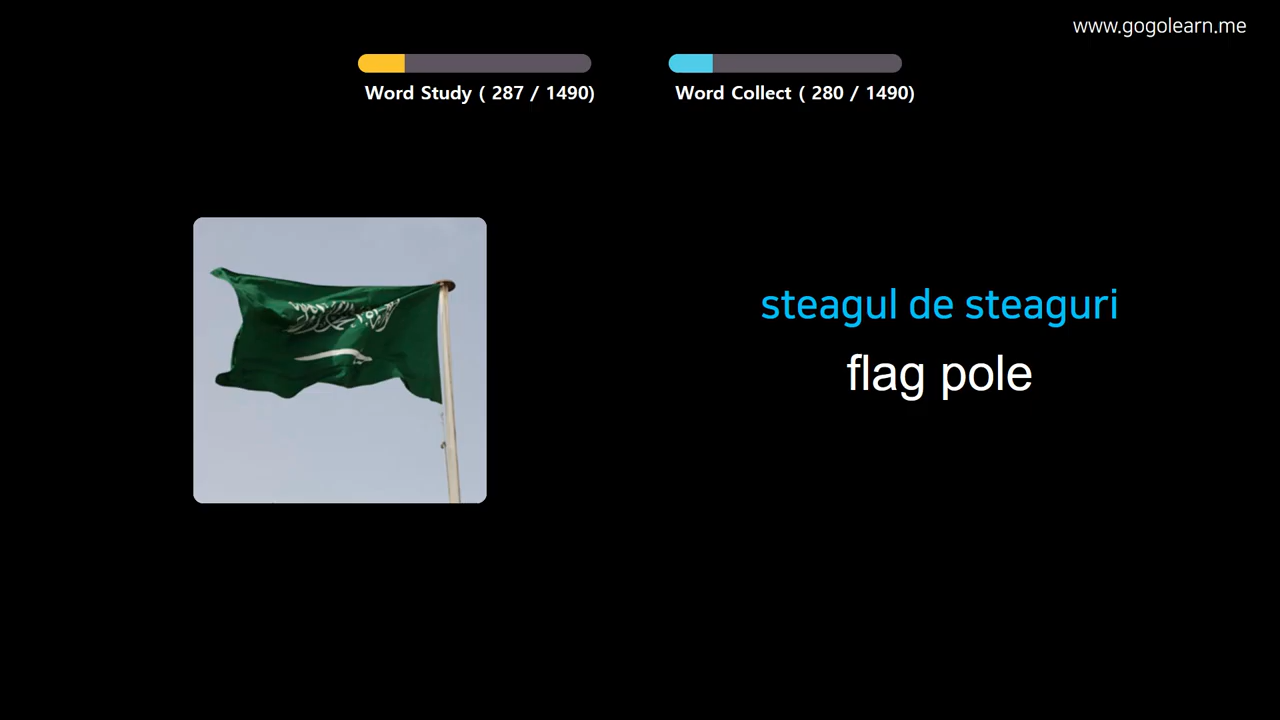 www.gogolearn.me
Word Study ( 287 / 1490)
Word Collect ( 280 / 1490)
steagul de steaguri
flag pole